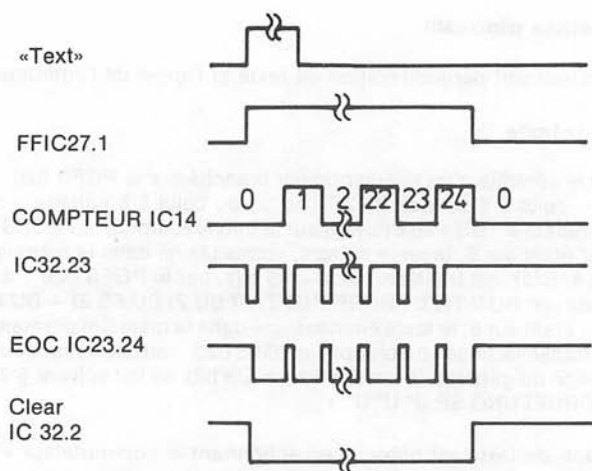 «Text»
FFIC27.1
0 1 2 22 23 24 0
COMPTEUR IC14
IC32.23
EOC IC23.24
Clear
IC 32.2